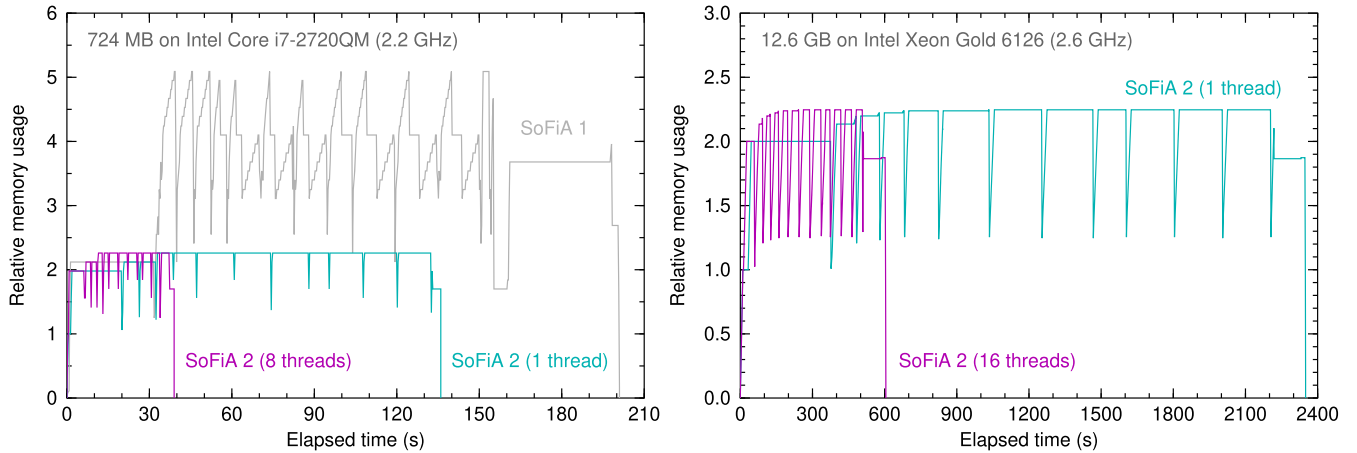 724 MB on Intel Core i7-2720QM (2.2 GHz)
SoFiA 1
SoFiA 2 (8 threads)
SoFiA 2 (1 thread)
Relative memory usage
6
5
4
3
2
1
0
0 30 60 90 120 150 180 210
Elapsed time (s)
12.6 GB on Intel Xeon Gold 6126 (2.6 GHz)
SoFiA 2 (1 thread)
SoFiA 2 (16 threads)
Relative memory usage
3.0
2.5
2.0
1.5
1.0
0.5
0.0
0 300 600 900 1200 1500 1800 2100 2400
Elapsed time (s)